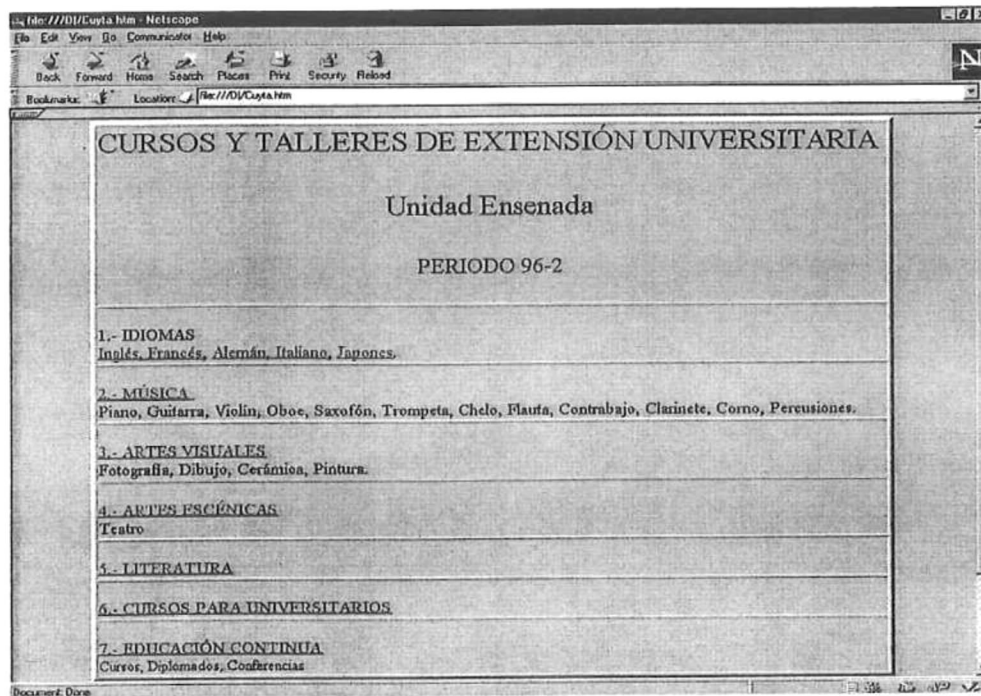 file:///D|/Cuyta.htm - Netscape
File Edit View Go Communicator Help
Back Forward Home Search Places Print Security Reload
Bookmarks Location: file:///D|/Cuyta.htm
CURSOS Y TALLERES DE EXTENSIÓN UNIVERSITARIA
Unidad Ensenada
PERIODO 96-2
1.- IDIOMAS
Inglés, Francés, Alemán, Italiano, Japones.
2.- MÚSICA
Piano, Guitarra, Violín, Oboe, Saxofón, Trompeta, Chelo, Flauta, Contrabajo, Clarinete, Corno, Percusiones.
3.- ARTES VISUALES
Fotografía, Dibujo, Cerámica, Pintura.
4.- ARTES ESCÉNICAS
Teatro
5.- LITERATURA
6.- CURSOS PARA UNIVERSITARIOS
7.- EDUCACIÓN CONTINUA
Cursos, Diplomados, Conferencias
Document: Done